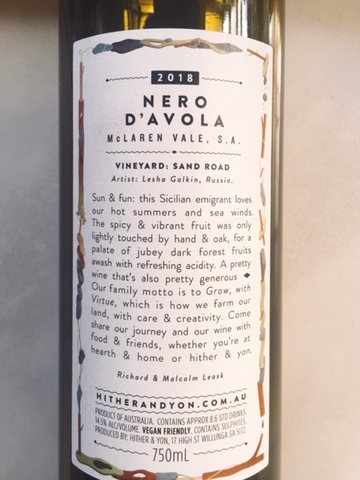 2018
NERO
D'AVOLA
McLAREN VALE, S.A.
VINEYARD: SAND ROAD
Artist: Lesha Galkin, Russia.
Sun & fun: this Sicilian emigrant loves
our hot summers and sea winds.
The spicy & vibrant fruit was only
lightly touched by hand & oak, for a
palate of jubey dark forest fruits
awash with refreshing acidity. A pretty
wine that's also pretty generous ◆
Our family motto is to Grow, with
Virtue, which is how we farm our
land, with care & creativity. Come
share our journey and our wine with
food & friends, whether you're at
hearth & home or hither & yon.
Richard & Malcolm Leask
HITHERANDYON.COM.AU
PRODUCT OF AUSTRALIA. CONTAINS APPROX 8.6 STD DRINKS
14.5% ALC/VOLUME. VEGAN FRIENDLY. CONTAINS SULPHITES
PRODUCED BY: HITHER & YON, 17 HIGH ST WILLUNGA SA 5172
750mL